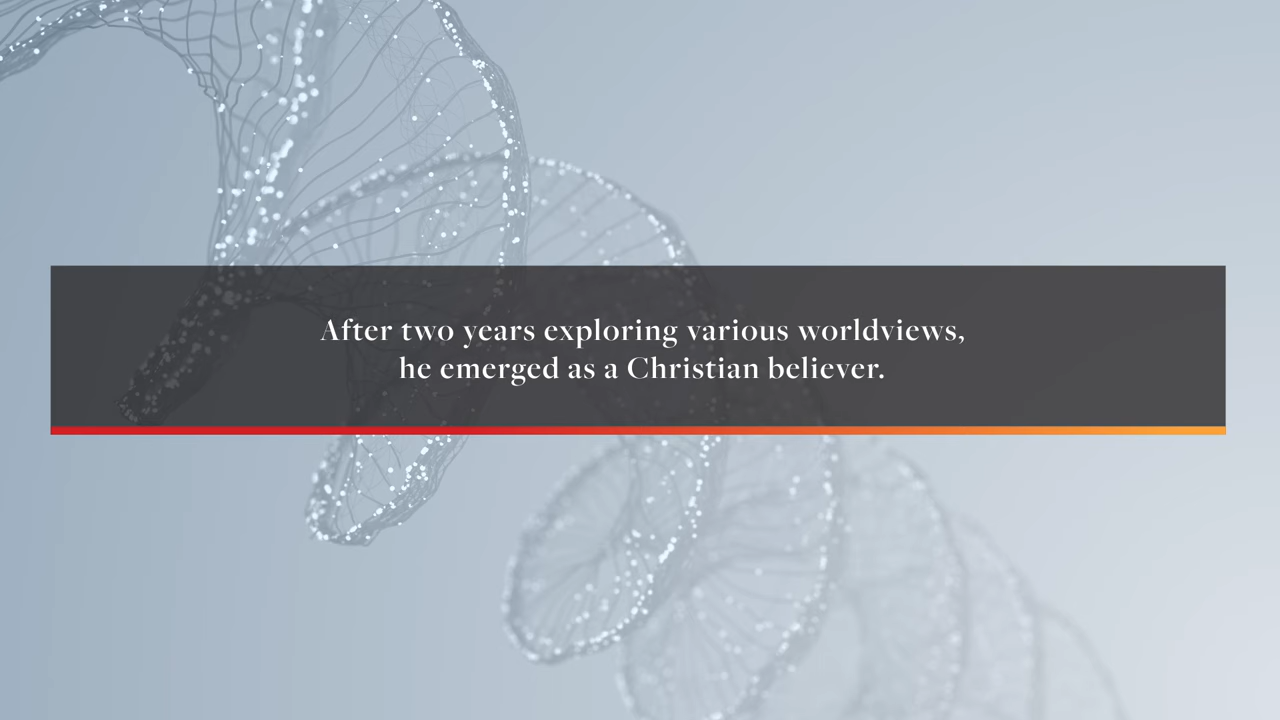 After two years exploring various worldviews,
he emerged as a Christian believer.